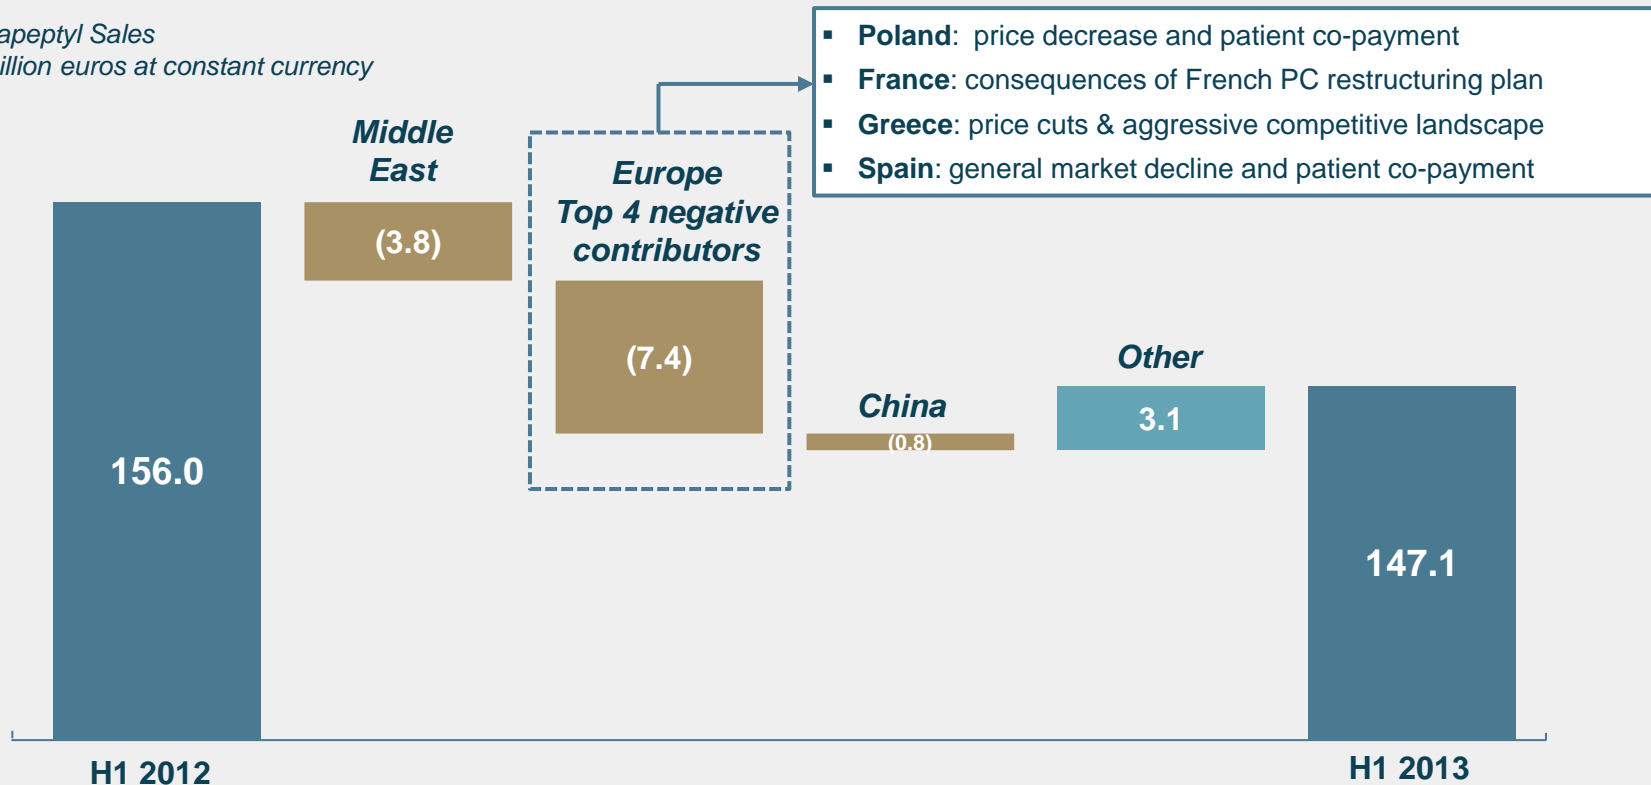 apeptyl Sales
illion euros at constant currency
▪ Poland: price decrease and patient co-payment
▪ France: consequences of French PC restructuring plan
▪ Greece: price cuts & aggressive competitive landscape
▪ Spain: general market decline and patient co-payment
Middle
East
Europe
Top 4 negative
contributors
(3.8)
(7.4)
China
(0.8)
Other
3.1
156.0
147.1
H1 2012
H1 2013